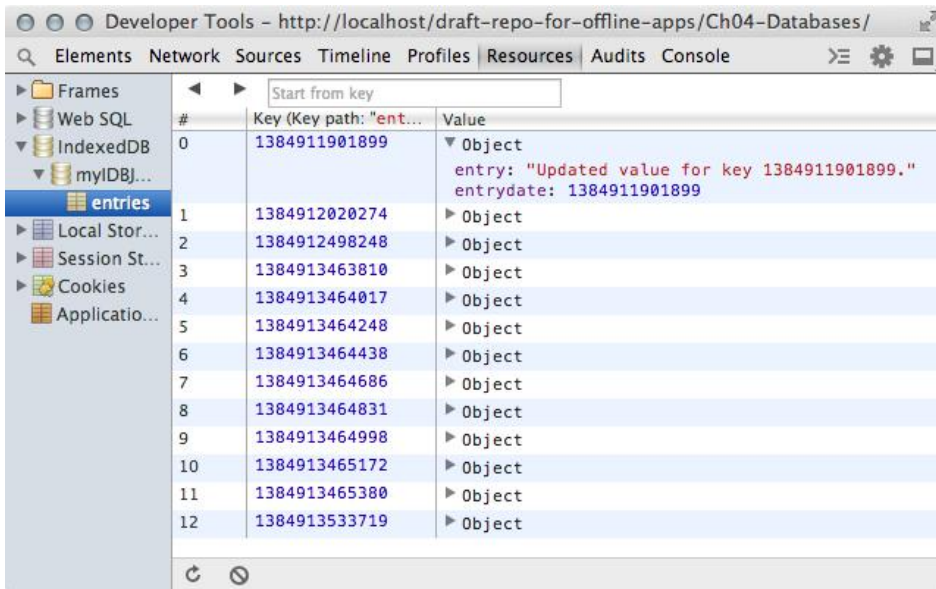 Developer Tools - http://localhost/draft-repo-for-offline-apps/Ch04-Databases/
Elements Network Sources Timeline Profiles Resources Audits Console
Frames
Web SQL
IndexedDB
myIDBJ...
entries
Local Stor...
Session St...
Cookies
Applicatio...
Start from key
# Key (Key path: "ent... Value
0 1384911901899 Object
entry: "Updated value for key 1384911901899."
entrydate: 1384911901899
1 1384912020274 Object
2 1384912498248 Object
3 1384913463810 Object
4 1384913464017 Object
5 1384913464248 Object
6 1384913464438 Object
7 1384913464686 Object
8 1384913464831 Object
9 1384913464998 Object
10 1384913465172 Object
11 1384913465380 Object
12 1384913533719 Object